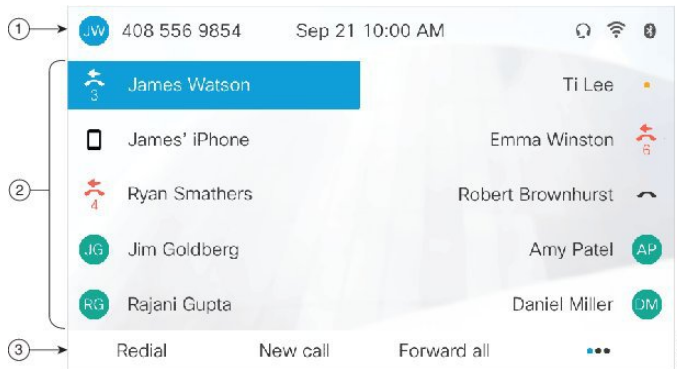 1 JW 408 556 9854 Sep 21 10:00 AM
3 James Watson Ti Lee
2 James' iPhone Emma Winston 6
4 Ryan Smathers Robert Brownhurst
JG Jim Goldberg Amy Patel AP
RG Rajani Gupta Daniel Miller DM
3 Redial New call Forward all